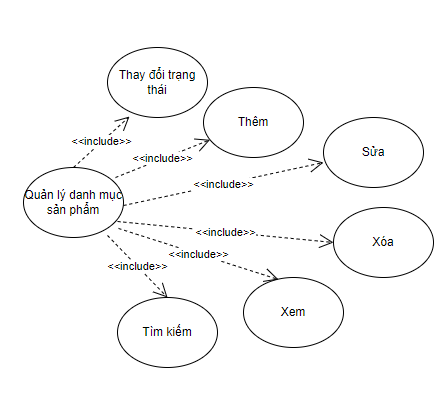 Thay đổi trạng
thái
Thêm
<<include>>
<<include>>
Sửa
<<include>>
Quản lý danh mục
sản phẩm
<<include>>
Xóa
<<include>>
<<include>>
Xem
Tìm kiếm